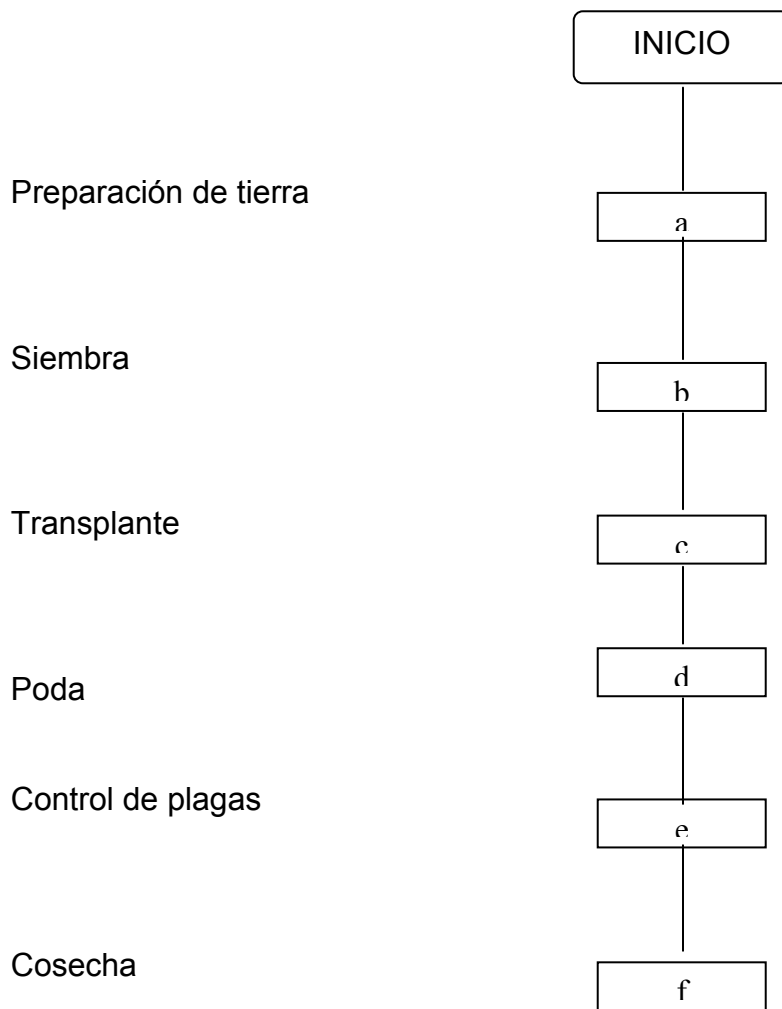 INICIO
Preparación de tierra
a
Siembra
b
Transplante
c
Poda
d
Control de plagas
e
Cosecha
f